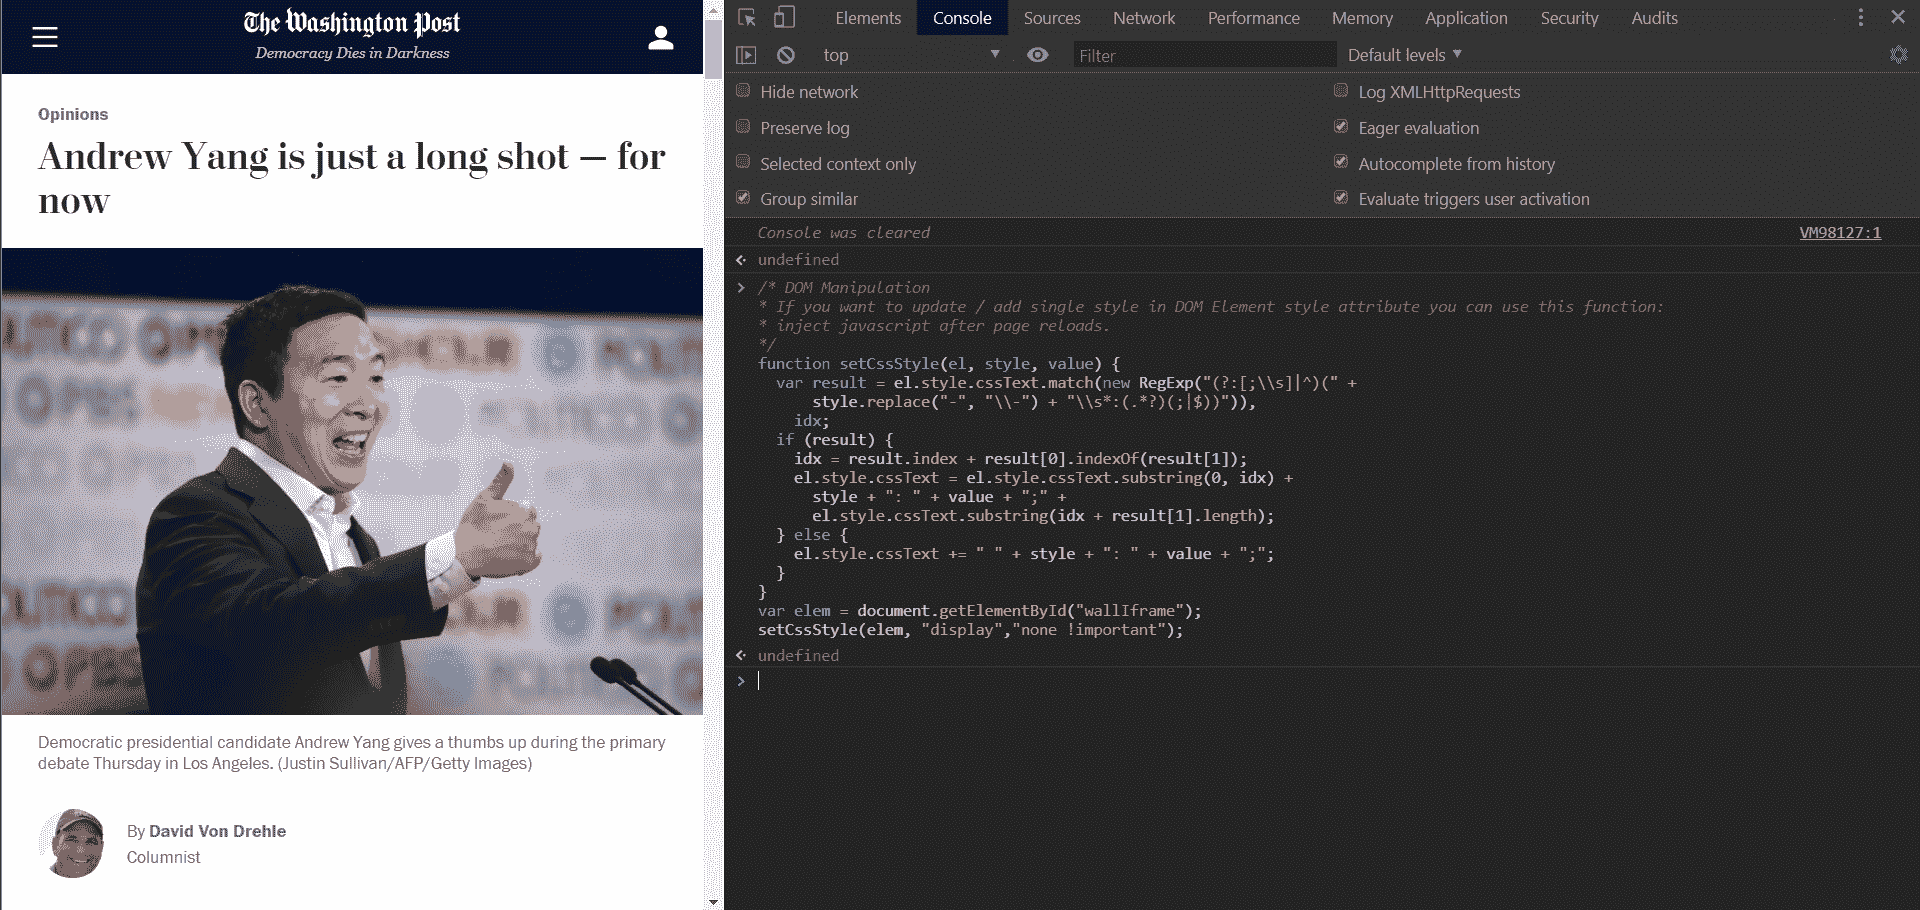 The Washington Post
Democracy Dies in Darkness
Opinions
Andrew Yang is just a long shot — for
now
POLITICO
PBS
Democratic presidential candidate Andrew Yang gives a thumbs up during the primary
debate Thursday in Los Angeles. (Justin Sullivan/AFP/Getty Images)
By David Von Drehle
Columnist
Elements Console Sources Network Performance Memory Application Security Audits
top Filter Default levels
Hide network Log XMLHttpRequests
Preserve log Eager evaluation
Selected context only Autocomplete from history
Group similar Evaluate triggers user activation
Console was cleared VM98127:1
undefined
/* DOM Manipulation
* If you want to update / add single style in DOM Element style attribute you can use this function:
* inject javascript after page reloads.
*/
function setCssStyle(el, style, value) {
var result = el.style.cssText.match(new RegExp("(?:[;\\s]|^)(" +
style.replace("-", "\\-") + "\\s*:(.*?)(;|$))")),
idx;
if (result) {
idx = result.index + result[0].indexOf(result[1]);
el.style.cssText = el.style.cssText.substring(0, idx) +
style + ": " + value + ";" +
el.style.cssText.substring(idx + result[1].length);
} else {
el.style.cssText += " " + style + ": " + value + ";";
}
}
var elem = document.getElementById("wallIframe");
setCssStyle(elem, "display","none !important");
undefined